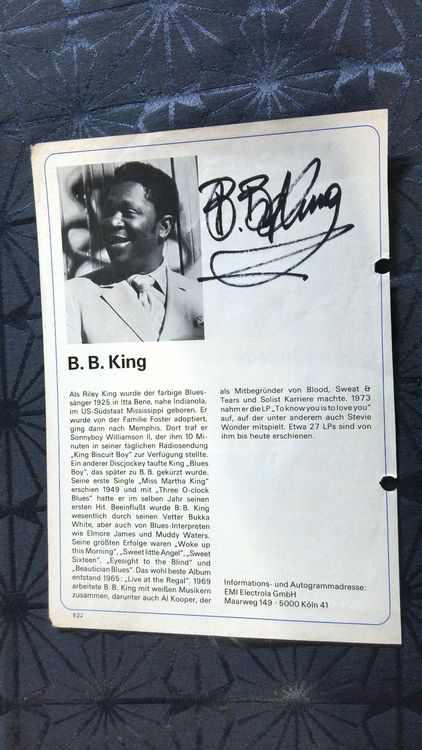 B. B. King
B. B. King
Als Riley King wurde der farbige Blues-
sänger 1925 in Itta Bene, nahe Indianola,
im US-Südstaat Mississippi geboren. Er
wurde von der Familie Foster adoptiert,
ging dann nach Memphis. Dort traf er
Sonnyboy Williamson II, der ihm 10 Mi-
nuten in seiner täglichen Radiosendung
„King Biscuit Boy" zur Verfügung stellte.
Ein anderer Discjockey taufte King „Blues
Boy", das später zu B. B. gekürzt wurde.
Seine erste Single „Miss Martha King"
erschien 1949 und mit „Three O-clock
Blues" hatte er im selben Jahr seinen
ersten Hit. Beeinflußt wurde B. B. King
wesentlich durch seinen Vetter Bukka
White, aber auch von Blues-Interpreten
wie Elmore James und Muddy Waters.
Seine größten Erfolge waren „Woke up
this Morning", „Sweet little Angel", „Sweet
Sixteen", „Eyesight to the Blind" und
„Beautician Blues". Das wohl beste Album
entstand 1965: „Live at the Regal". 1969
arbeitete B. B. King mit weißen Musikern
zusammen, darunter auch Al Kooper, der
als Mitbegründer von Blood, Sweat &
Tears und Solist Karriere machte. 1973
nahm er die LP „To know you is to love you"
auf, auf der unter anderem auch Stevie
Wonder mitspielt. Etwa 27 LPs sind von
ihm bis heute erschienen.
Informations- und Autogrammadresse:
EMI Electrola GmbH
Maarweg 149 · 5000 Köln 41
522